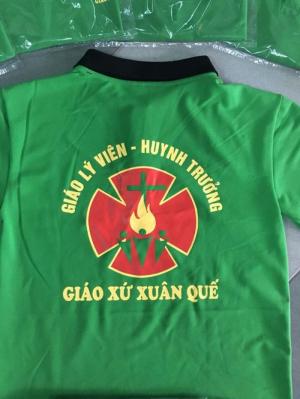 GIÁO LÝ VIÊN - HUYNH TRƯỞNG
GIÁO XỨ XUÂN QUẾ